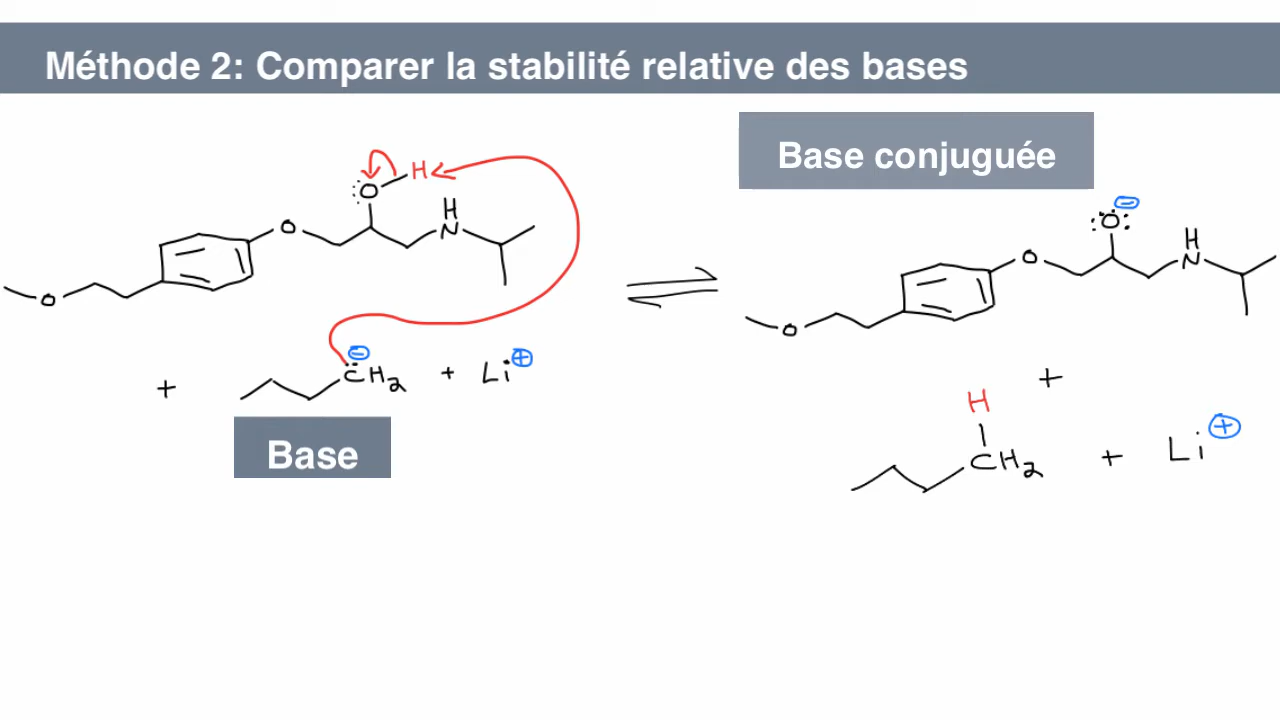 Méthode 2: Comparer la stabilité relative des bases
Base conjuguée
H
O
H
N
O
O
⊖
CH2 + Li ⊕
+
Base
⊖
O
H
N
O
O
+
H
CH2 + Li ⊕